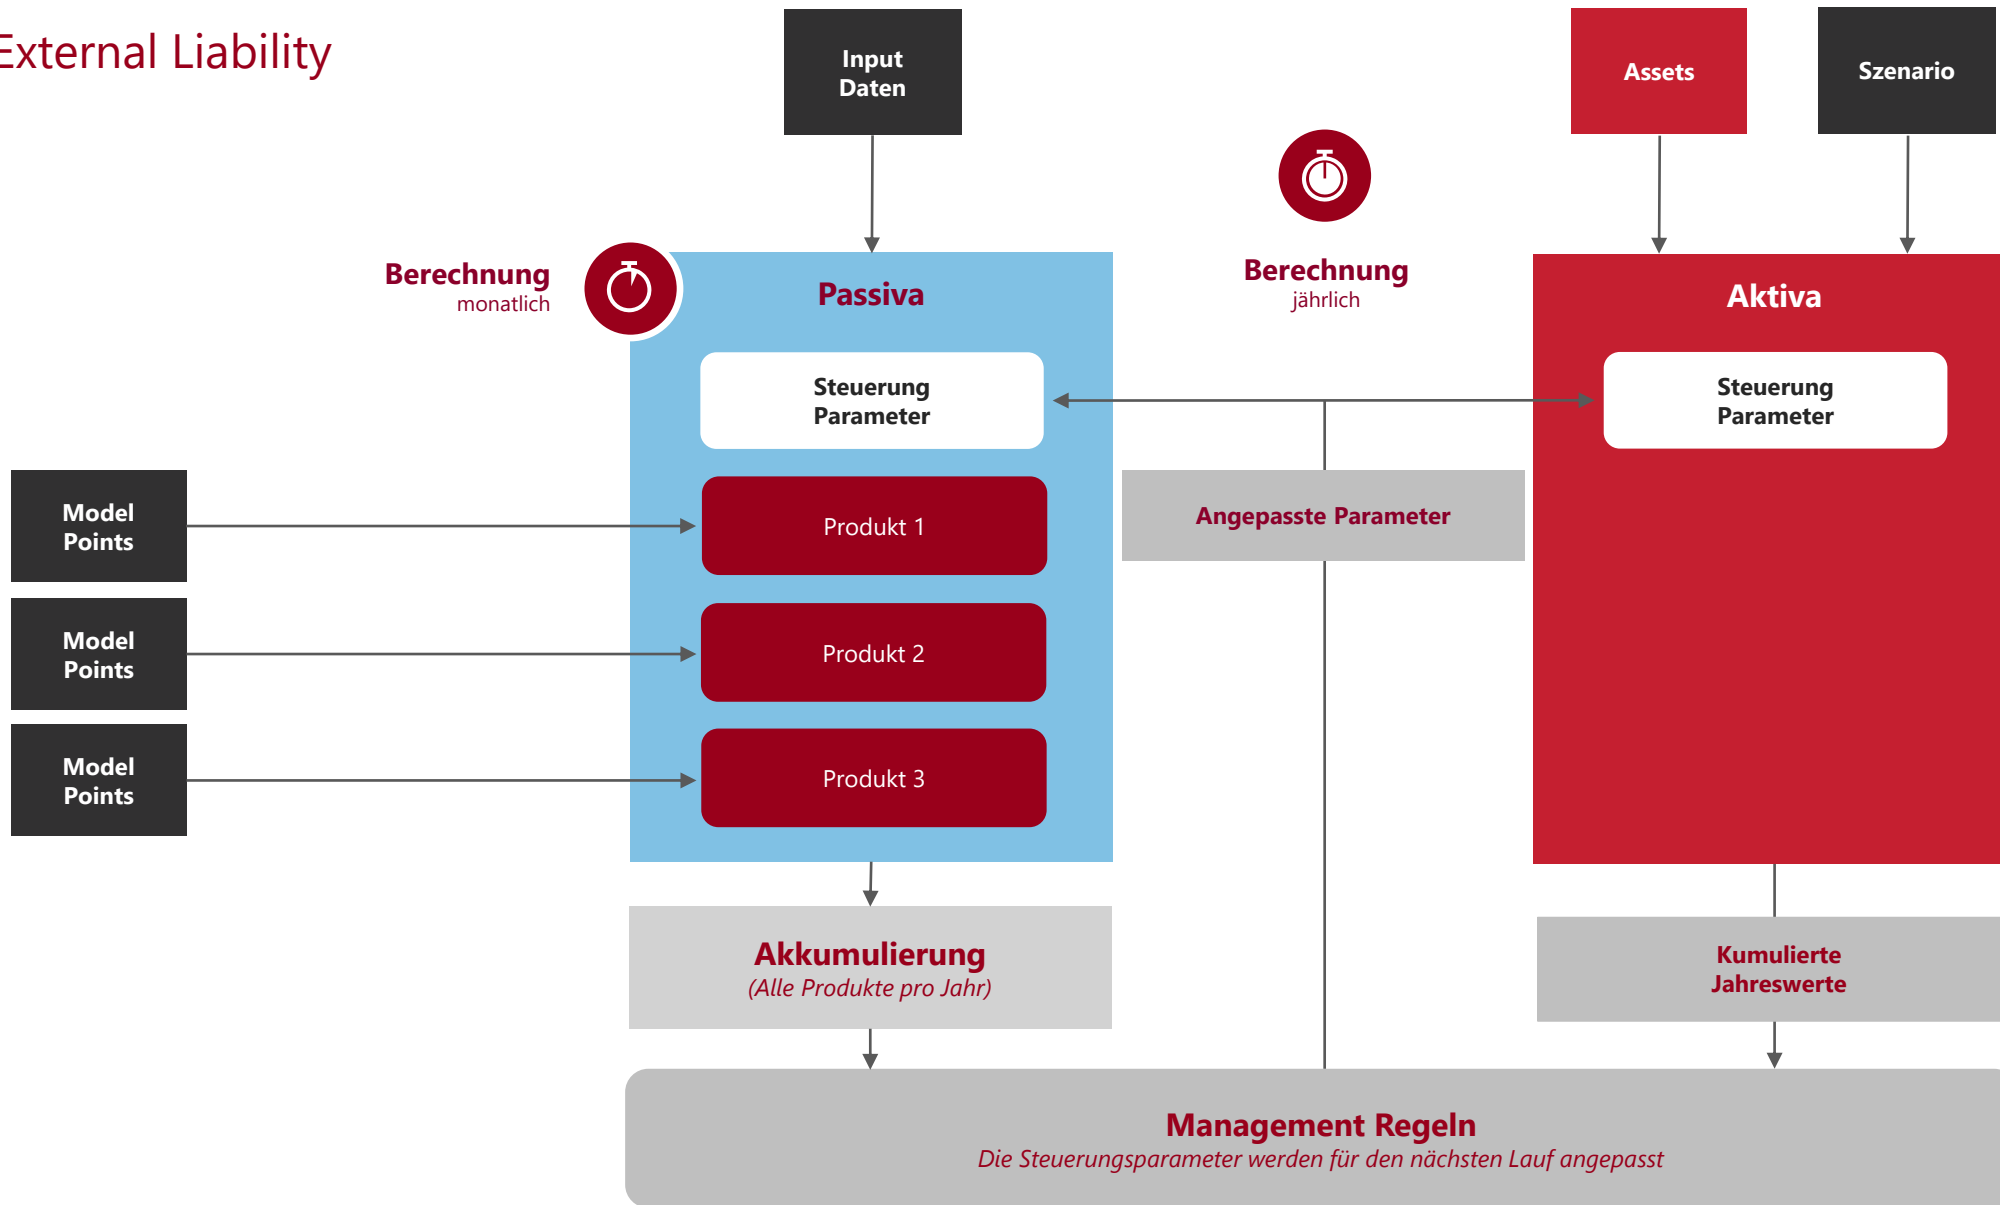 External Liability
Input
Daten
Assets
Szenario
Berechnung
monatlich
Passiva
Berechnung
jährlich
Aktiva
Steuerung
Parameter
Steuerung
Parameter
Model
Points
Produkt 1
Angepasste Parameter
Model
Points
Produkt 2
Model
Points
Produkt 3
Akkumulierung
(Alle Produkte pro Jahr)
Kumulierte
Jahreswerte
Management Regeln
Die Steuerungsparameter werden für den nächsten Lauf angepasst